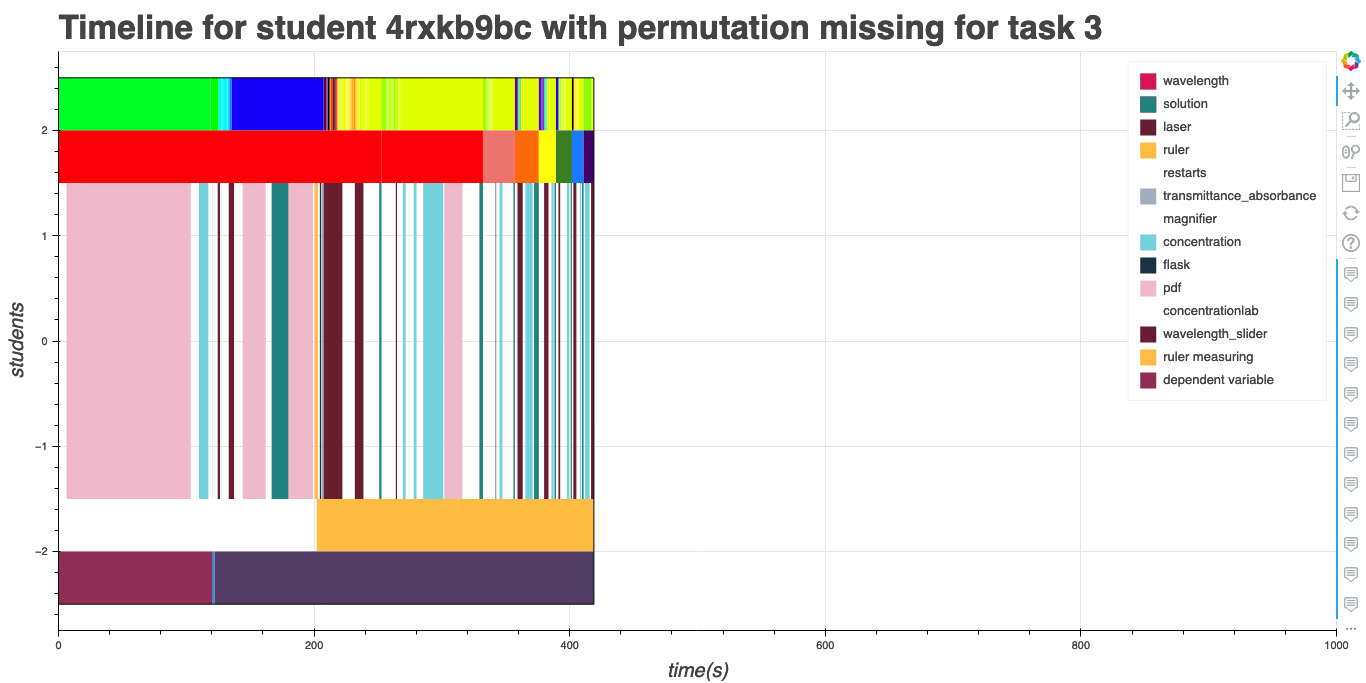 Timeline for student 4rxkb9bc with permutation missing for task 3
wavelength
solution
laser
ruler
restarts
transmittance_absorbance
magnifier
concentration
flask
pdf
concentrationlab
wavelength_slider
ruler measuring
dependent variable
students
2
1
0
−1
−2
0 200 400 600 800 1000
time(s)